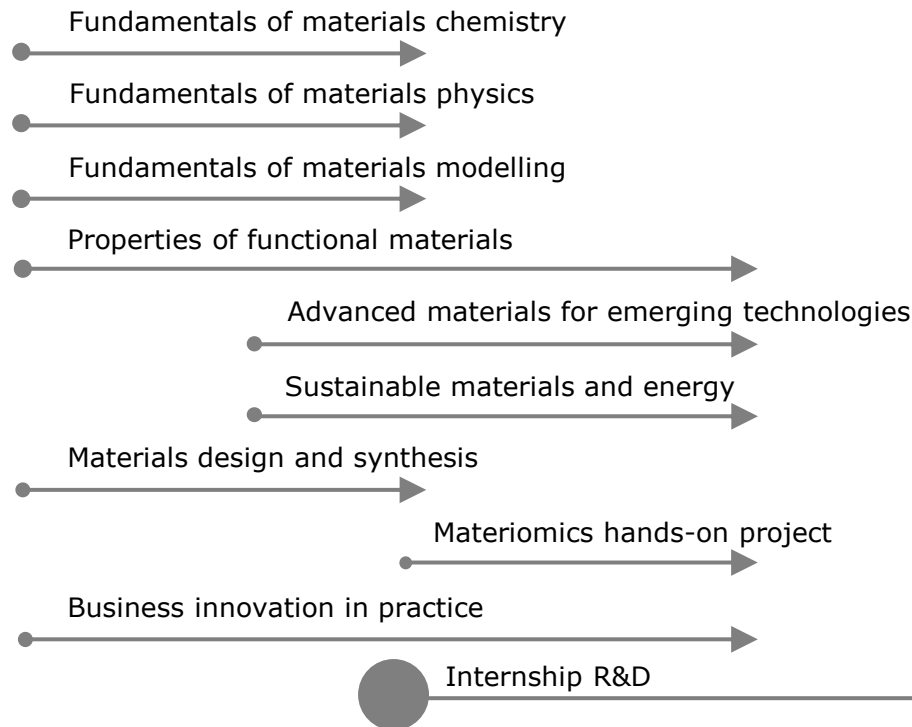 Fundamentals of materials chemistry
Fundamentals of materials physics
Fundamentals of materials modelling
Properties of functional materials
Advanced materials for emerging technologies
Sustainable materials and energy
Materials design and synthesis
Materiomics hands-on project
Business innovation in practice
Internship R&D